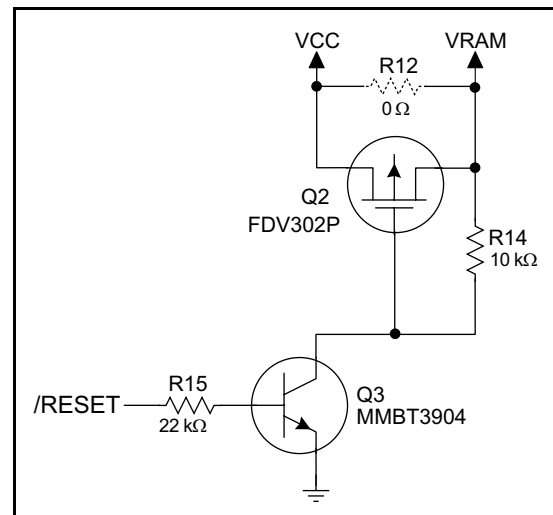 VCC
VRAM
R12
0 Ω
Q2
FDV302P
R14
10 kΩ
R15
22 kΩ
/RESET
Q3
MMBT3904